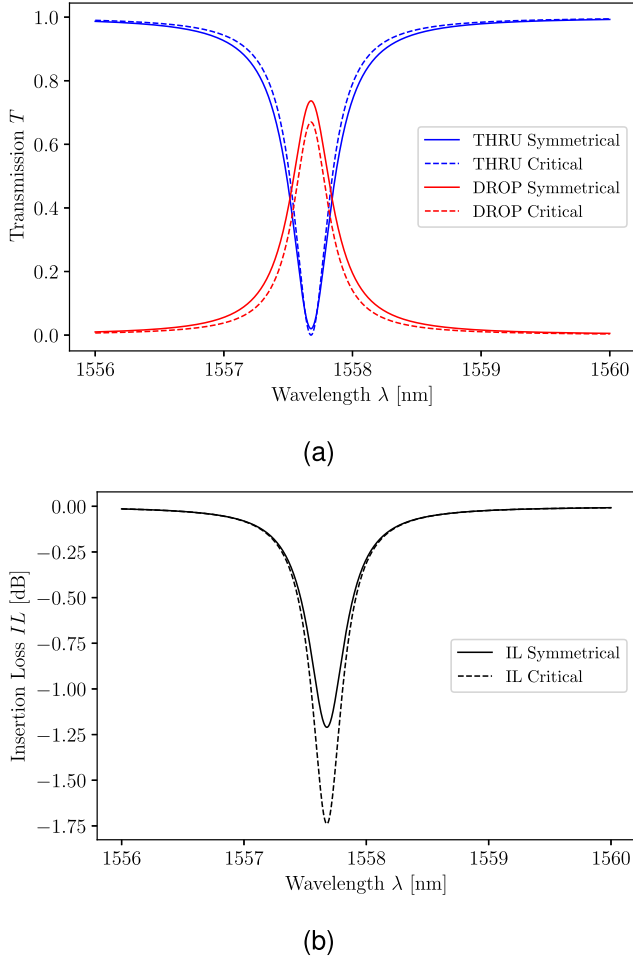 1.0
0.8
0.6
0.4
0.2
0.0
Transmission T
THRU Symmetrical
THRU Critical
DROP Symmetrical
DROP Critical
1556 1557 1558 1559 1560
Wavelength λ [nm]
(a)
0.00
−0.25
−0.50
−0.75
−1.00
−1.25
−1.50
−1.75
Insertion Loss IL [dB]
IL Symmetrical
IL Critical
1556 1557 1558 1559 1560
Wavelength λ [nm]
(b)